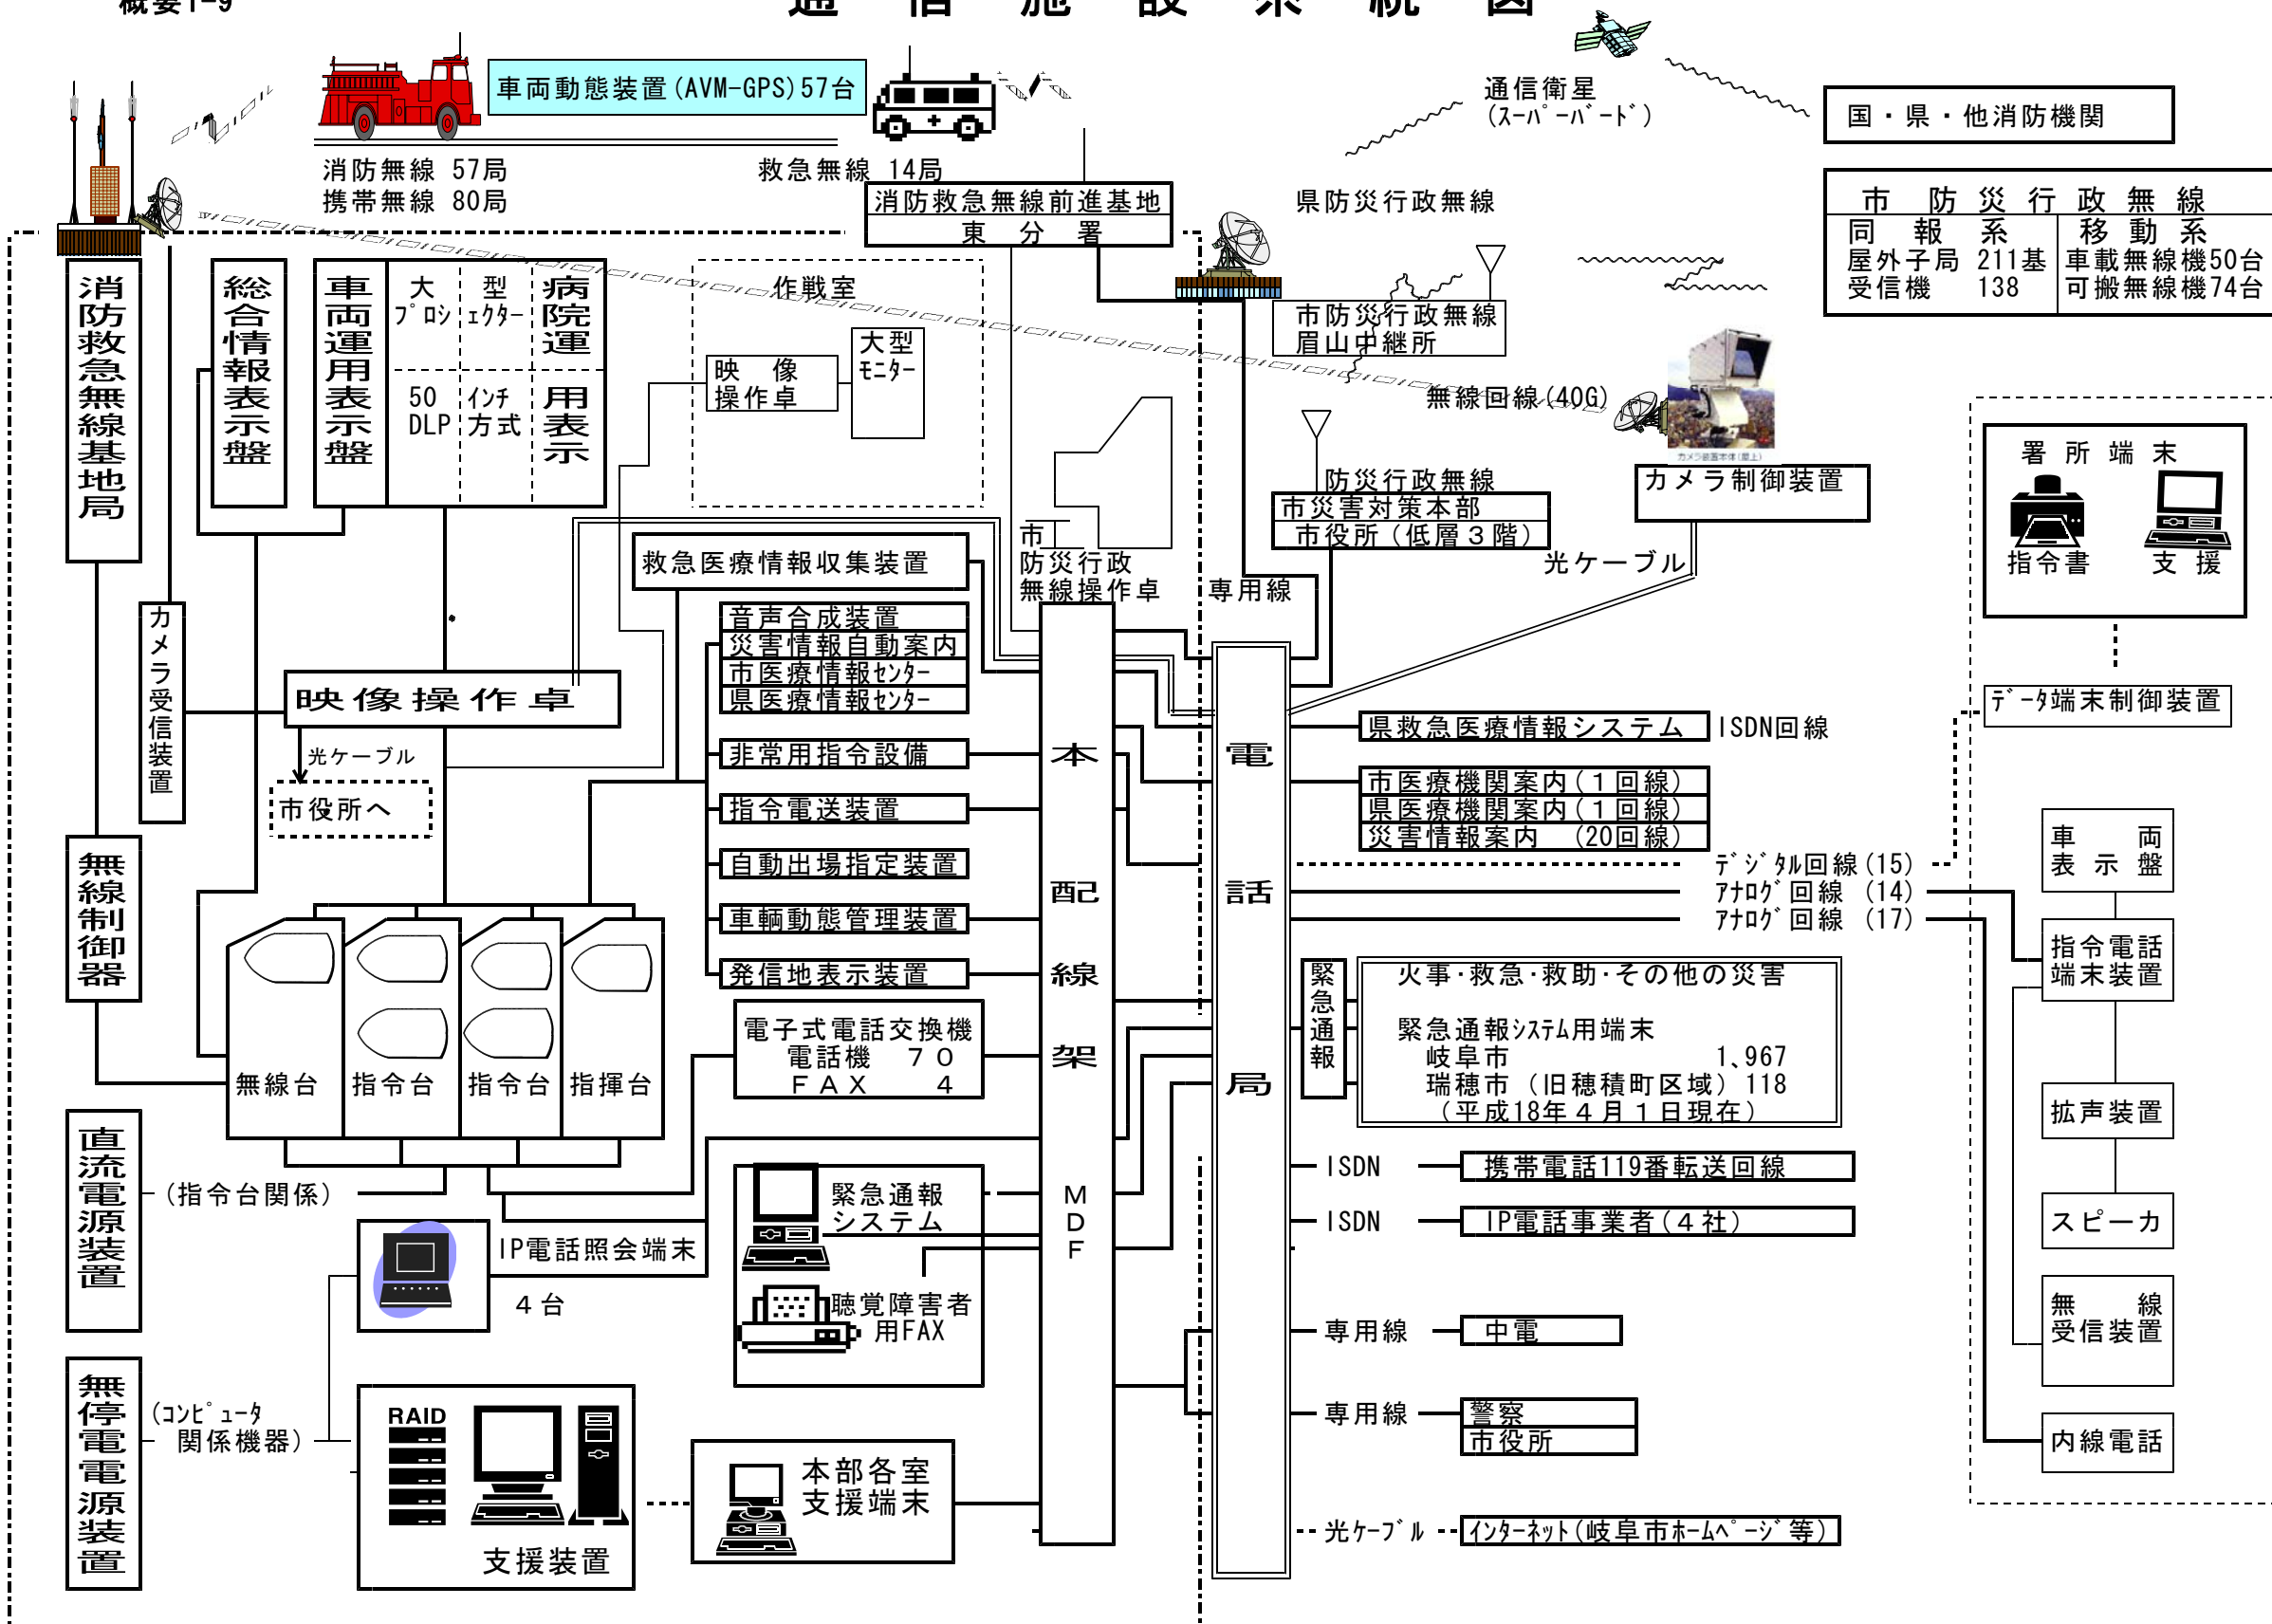 概要1-9
通信施設系統図
車両動態装置(AVM-GPS)57台
消防無線 57局
携帯無線 80局
救急無線 14局
消防救急無線前進基地
東分署
通信衛星
(スーパーバード)
国・県・他消防機関
県防災行政無線
市防災行政無線
同報系
屋外子局 211基
受信機 138
移動系
車載無線機50台
可搬無線機74台
消防救急無線基地局
総合情報表示盤
車両運用表示盤
大型
プロジェクター
50インチ
DLP方式
病院運用表示
作戦室
映像
操作卓
大型
モニター
市防災行政無線
眉山中継所
無線回線(40G)
カメラ装置本体(屋上)
カメラ制御装置
防災行政無線
市災害対策本部
市役所(低層3階)
光ケーブル
署所端末
指令書
支援
救急医療情報収集装置
市
防災行政
無線操作卓
専用線
音声合成装置
災害情報自動案内
市医療情報センター
県医療情報センター
カメラ受信装置
映像操作卓
光ケーブル
市役所へ
非常用指令設備
指令電送装置
自動出場指定装置
車輌動態管理装置
発信地表示装置
本配線架MDF
電話局
県救急医療情報システム
ISDN回線
市医療機関案内(1回線)
県医療機関案内(1回線)
災害情報案内 (20回線)
データ端末制御装置
デジタル回線(15)
アナログ回線(14)
アナログ回線(17)
車両
表示盤
指令電話
端末装置
拡声装置
スピーカ
無線
受信装置
内線電話
無線制御器
無線台
指令台
指令台
指揮台
電子式電話交換機
電話機 70
FAX 4
緊急通報
火事・救急・救助・その他の災害
緊急通報システム用端末
岐阜市 1、967
瑞穂市(旧穂積町区域)118
(平成18年4月1日現在)
直流電源装置
(指令台関係)
IP電話照会端末
4台
緊急通報
システム
聴覚障害者
用FAX
ISDN
携帯電話119番転送回線
ISDN
IP電話事業者(4社)
専用線
中電
専用線
警察
市役所
無停電電源装置
(コンピュータ
関係機器)
RAID
支援装置
本部各室
支援端末
光ケーブル
インターネット(岐阜市ホームページ等)